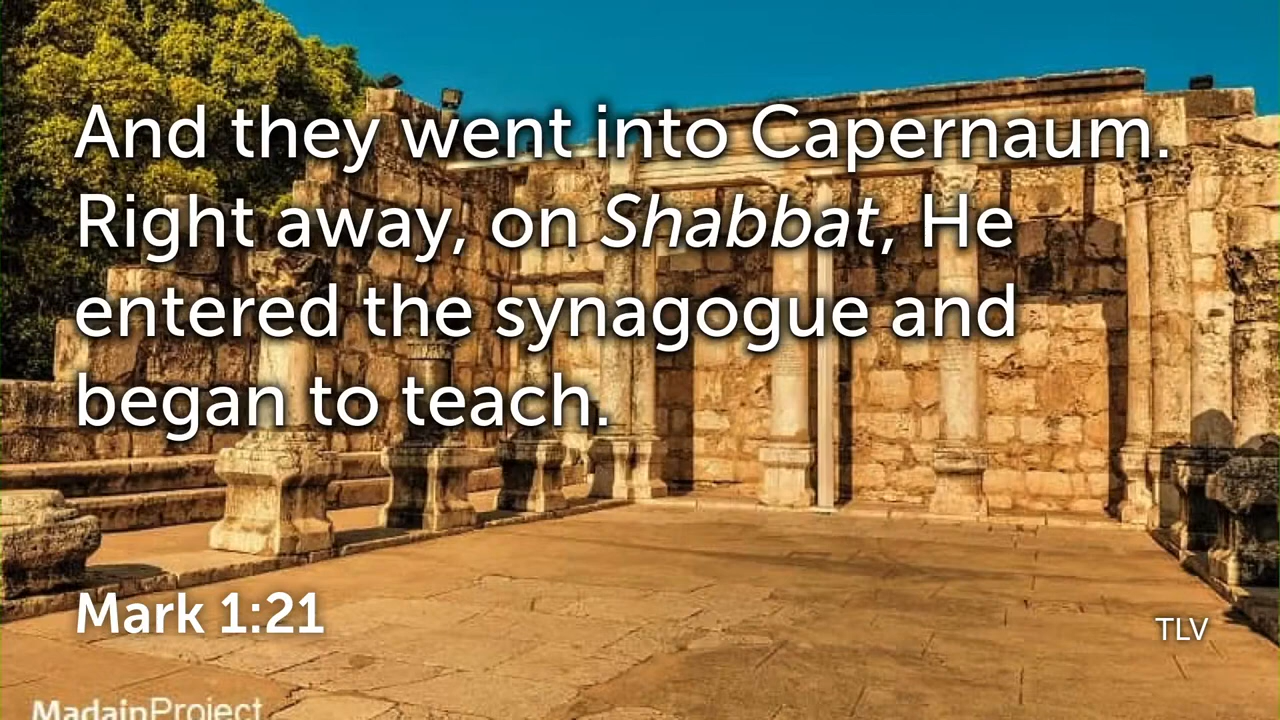 And they went into Capernaum.
Right away, on Shabbat, He
entered the synagogue and
began to teach.
Mark 1:21
TLV
MadainProject